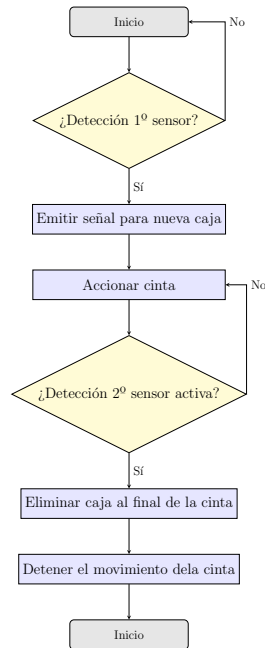 Inicio
No
¿Detección 1º sensor?
Sí
Emitir señal para nueva caja
Accionar cinta
No
¿Detección 2º sensor activa?
Sí
Eliminar caja al final de la cinta
Detener el movimiento dela cinta
Inicio